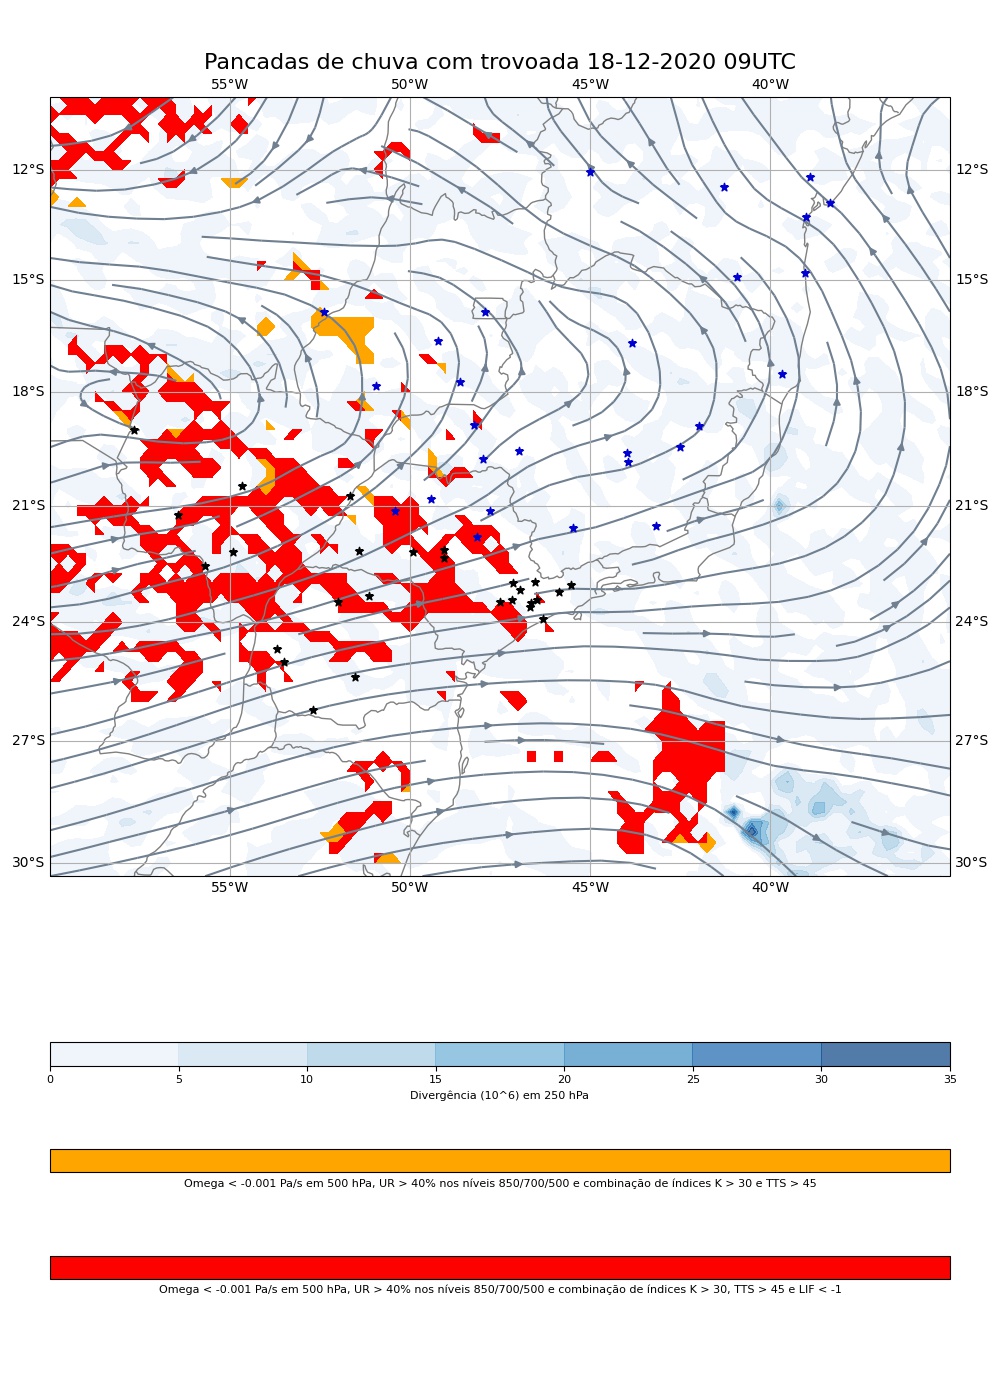 Pancadas de chuva com trovoada 18-12-2020 09UTC
55°W 50°W 45°W 40°W
12°S 12°S
15°S 15°S
18°S 18°S
21°S 21°S
24°S 24°S
27°S 27°S
30°S 30°S
55°W 50°W 45°W 40°W
0 5 10 15 20 25 30 35
Divergência (10^6) em 250 hPa
Omega < -0.001 Pa/s em 500 hPa, UR > 40% nos níveis 850/700/500 e combinação de índices K > 30 e TTS > 45
Omega < -0.001 Pa/s em 500 hPa, UR > 40% nos níveis 850/700/500 e combinação de índices K > 30, TTS > 45 e LIF < -1